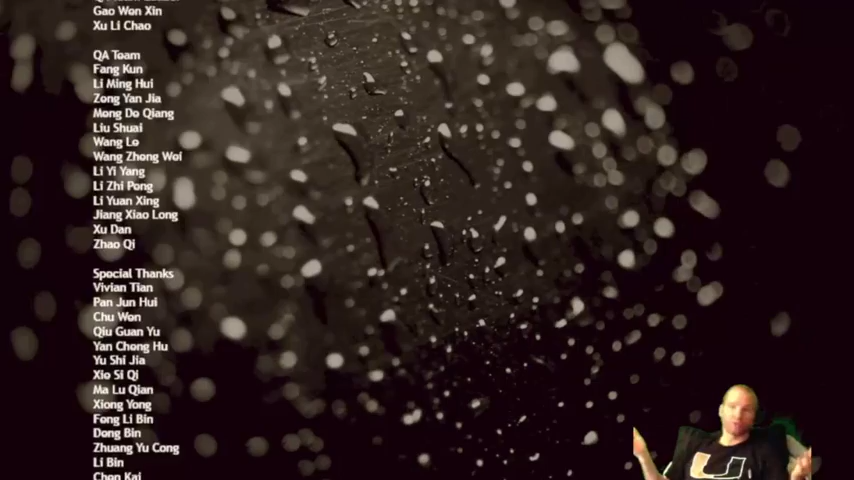 Gao Wen Xin
Xu Li Chao
QA Team
Fang Kun
Li Ming Hui
Zong Yan Jia
Meng De Qiang
Liu Shuai
Wang Le
Wang Zhong Wei
Li Yi Yang
Li Zhi Peng
Li Yuan Xing
Jiang Xiao Long
Xu Dan
Zhao Qi
Special Thanks
Vivian Tian
Pan Jun Hui
Chu Wen
Qiu Guan Yu
Yan Cheng Hu
Yu Shi Jia
Xie Si Qi
Ma Lu Qian
Xiong Yong
Feng Li Bin
Dong Bin
Zhuang Yu Cong
Li Bin
Chen Kai
U